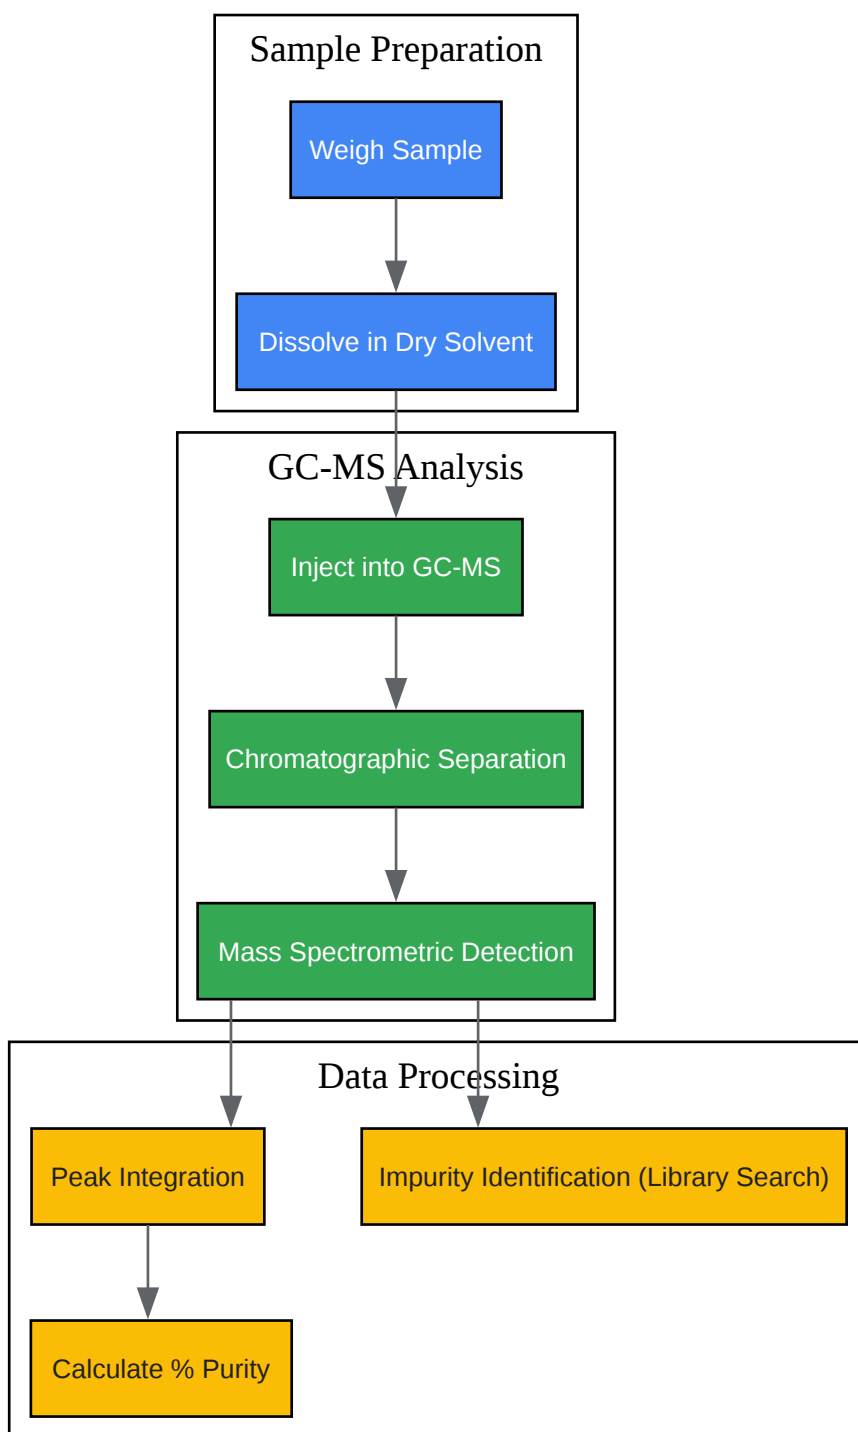 Sample Preparation
Weigh Sample
Dissolve in Dry Solvent
GC-MS Analysis
Inject into GC-MS
Chromatographic Separation
Mass Spectrometric Detection
Data Processing
Peak Integration
Impurity Identification (Library Search)
Calculate % Purity